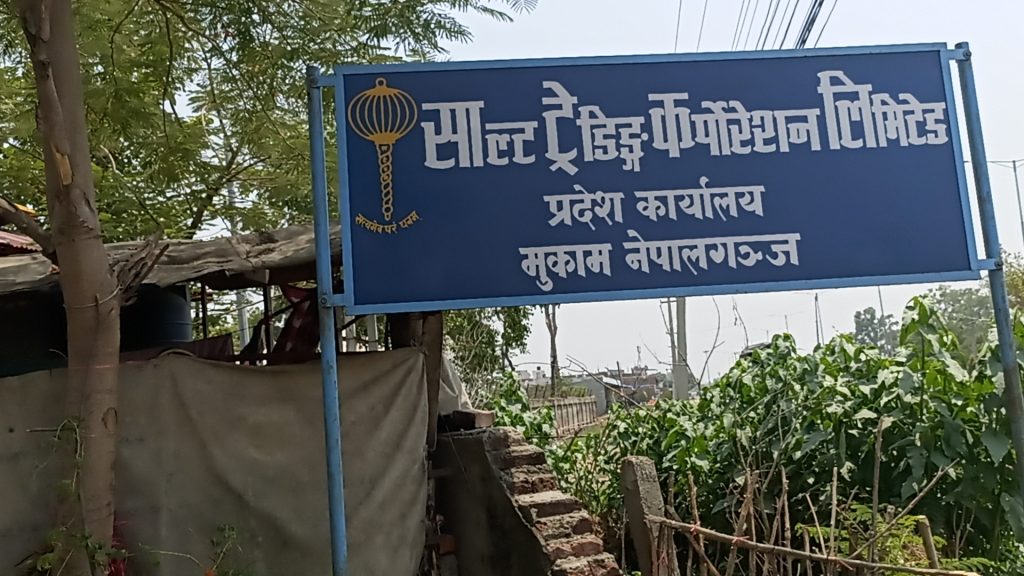 साल्ट ट्रेडिङ्ग कर्पोरेशन लिमिटेड
प्रदेश कार्यालय
मुकाम नेपालगञ्ज